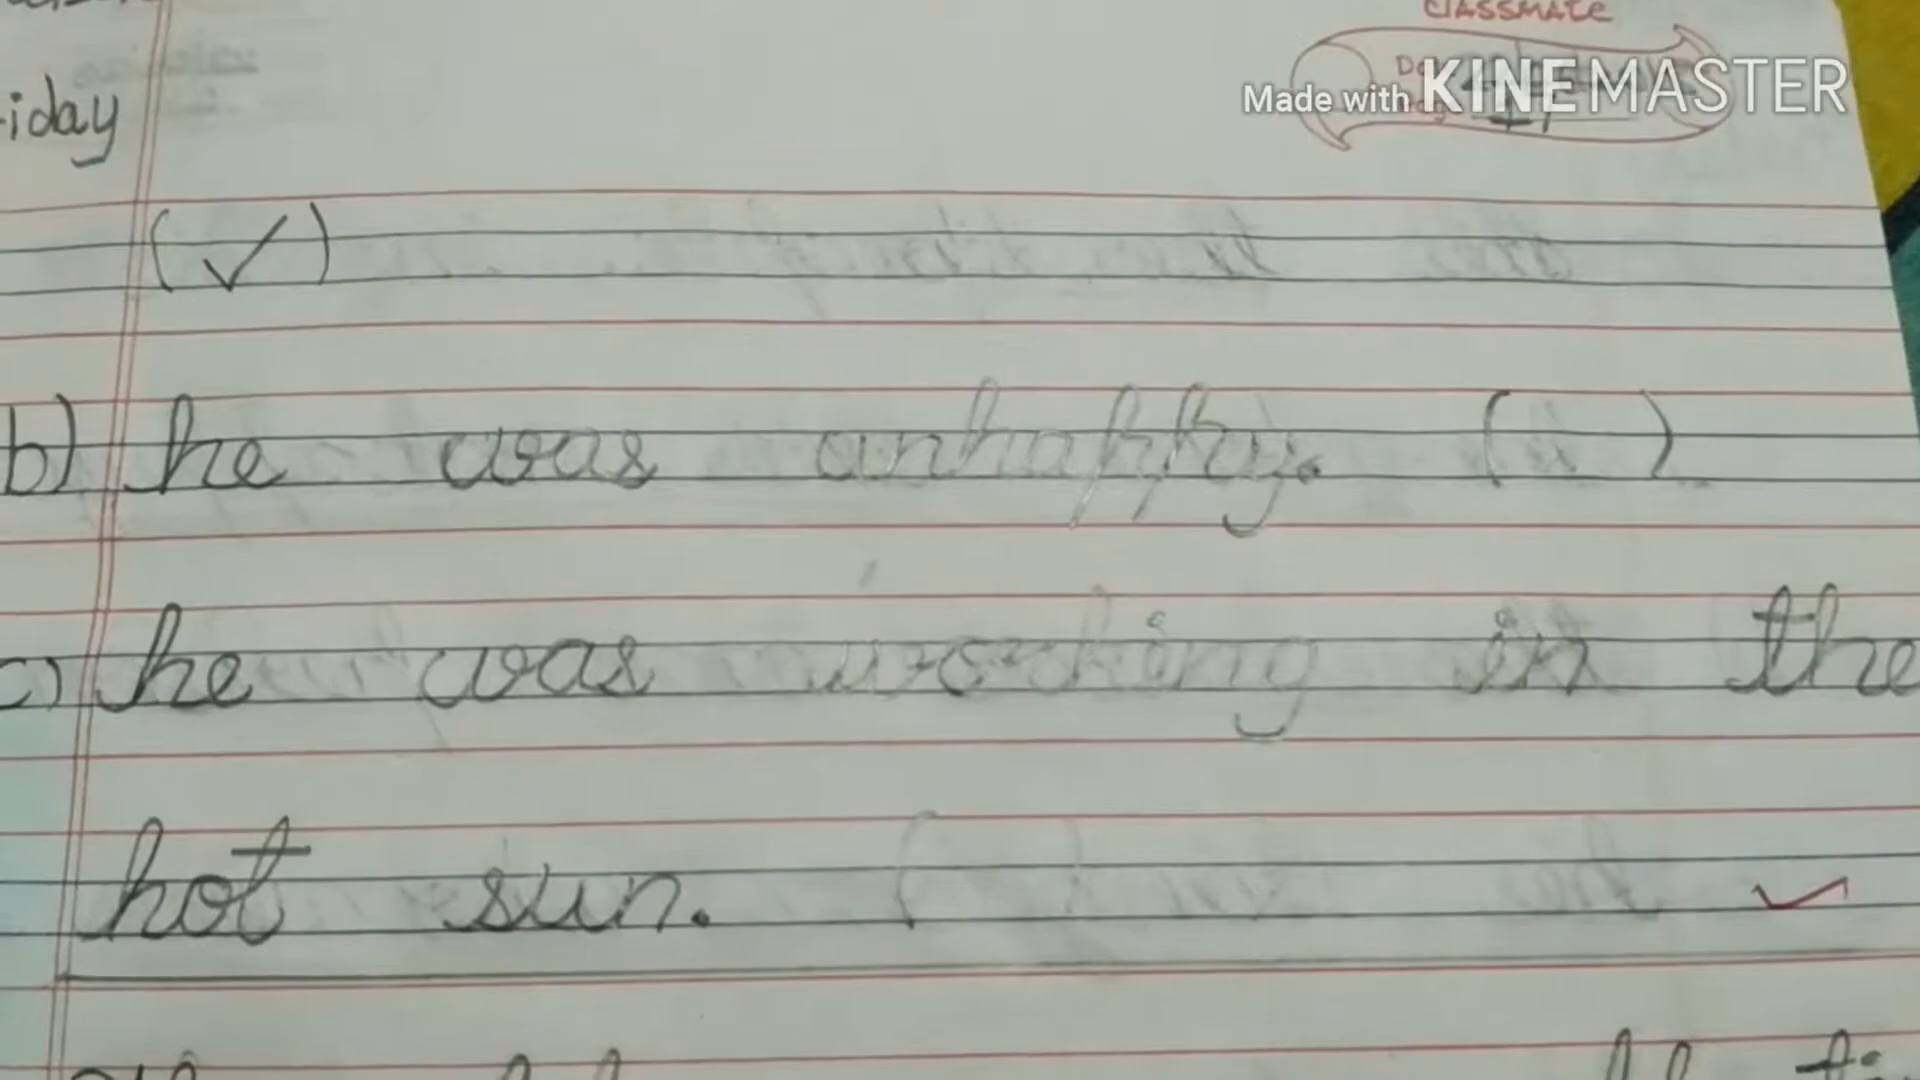 CLASSMATE
Made with KINEMASTER
iday
(✓)
b) he was unhappy. ( )
c) he was working in the
hot sun. ( ) ✓